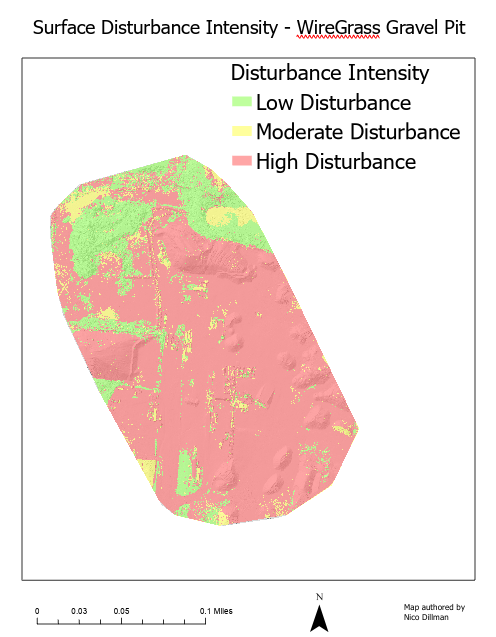 Surface Disturbance Intensity - WireGrass Gravel Pit
Disturbance Intensity
Low Disturbance
Moderate Disturbance
High Disturbance
0 0.03 0.05 0.1 Miles
N
Map authored by
Nico Dillman